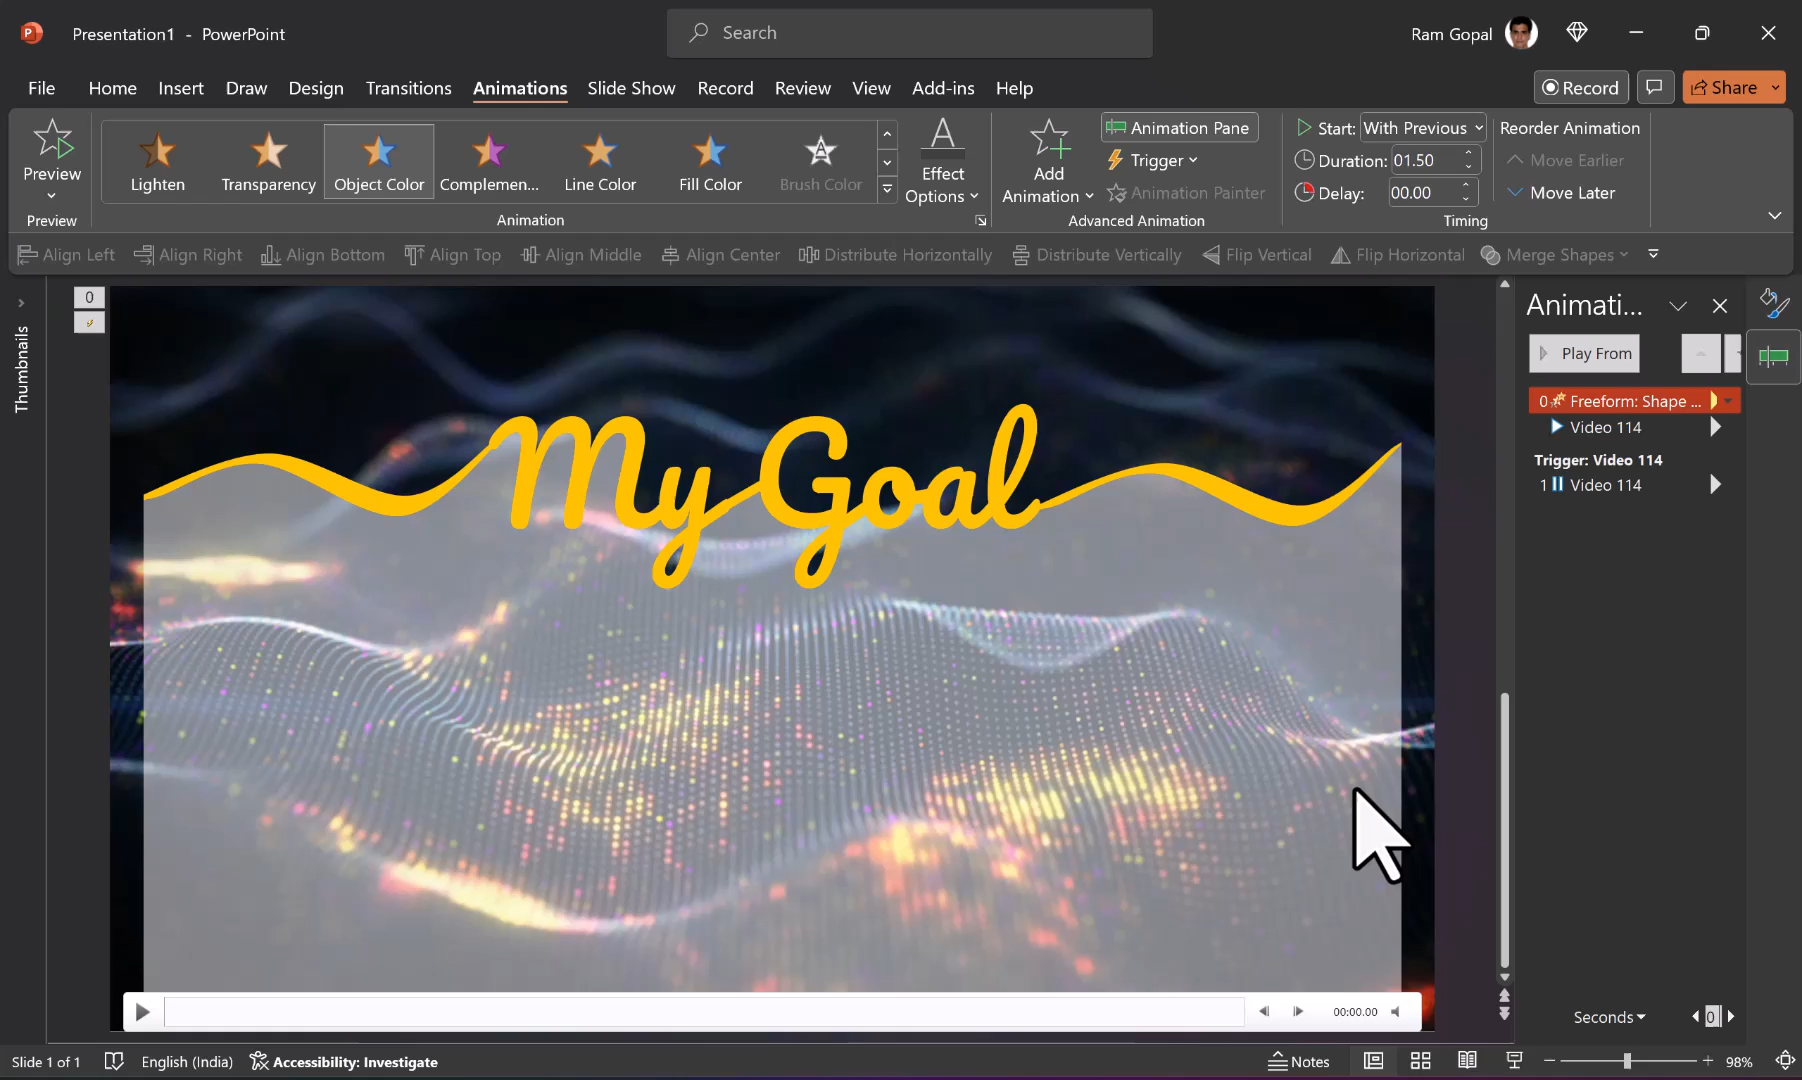 Presentation1 - PowerPoint
Search
Ram Gopal
File Home Insert Draw Design Transitions Animations Slide Show Record Review View Add-ins Help
Record
Share
Preview
Preview
Lighten
Transparency
Object Color
Complemen...
Line Color
Fill Color
Brush Color
Animation
Effect
Options
Add
Animation
Animation Pane
Trigger
Animation Painter
Advanced Animation
Start: With Previous
Duration: 01.50
Delay: 00.00
Timing
Reorder Animation
Move Earlier
Move Later
Align Left Align Right Align Bottom Align Top Align Middle Align Center Distribute Horizontally Distribute Vertically Flip Vertical Flip Horizontal Merge Shapes
Thumbnails
0
My Goal
00:00.00
Animati...
Play From
0 Freeform: Shape ...
Video 114
Trigger: Video 114
1 Video 114
Seconds
0
Slide 1 of 1
English (India)
Accessibility: Investigate
Notes
98%